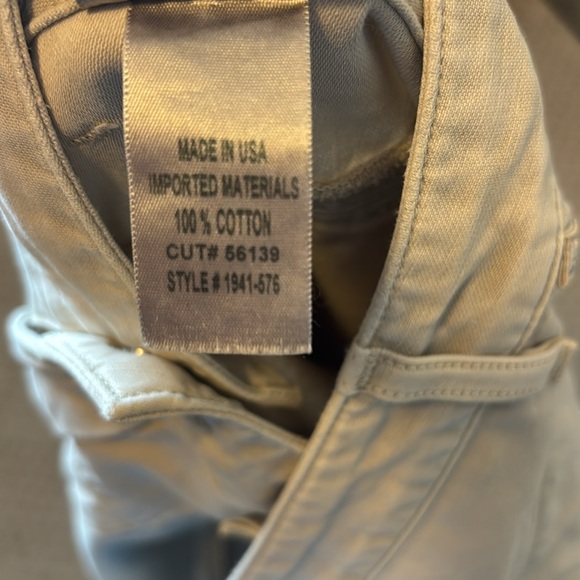 MADE IN USA
IMPORTED MATERIALS
100 % COTTON
CUT# 56139
STYLE # 1941-576